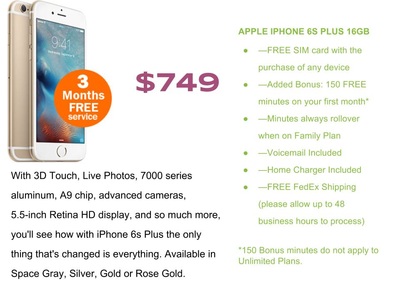 3
Months
FREE
service
$749
With 3D Touch, Live Photos, 7000 series
aluminum, A9 chip, advanced cameras,
5.5-inch Retina HD display, and so much more,
you'll see how with iPhone 6s Plus the only
thing that's changed is everything. Available in
Space Gray, Silver, Gold or Rose Gold.
APPLE IPHONE 6S PLUS 16GB
● —FREE SIM card with the
purchase of any device
● —Added Bonus: 150 FREE
minutes on your first month*
● —Minutes always rollover
when on Family Plan
● —Voicemail Included
● —Home Charger Included
● —FREE FedEx Shipping
(please allow up to 48
business hours to process)
*150 Bonus minutes do not apply to
Unlimited Plans.